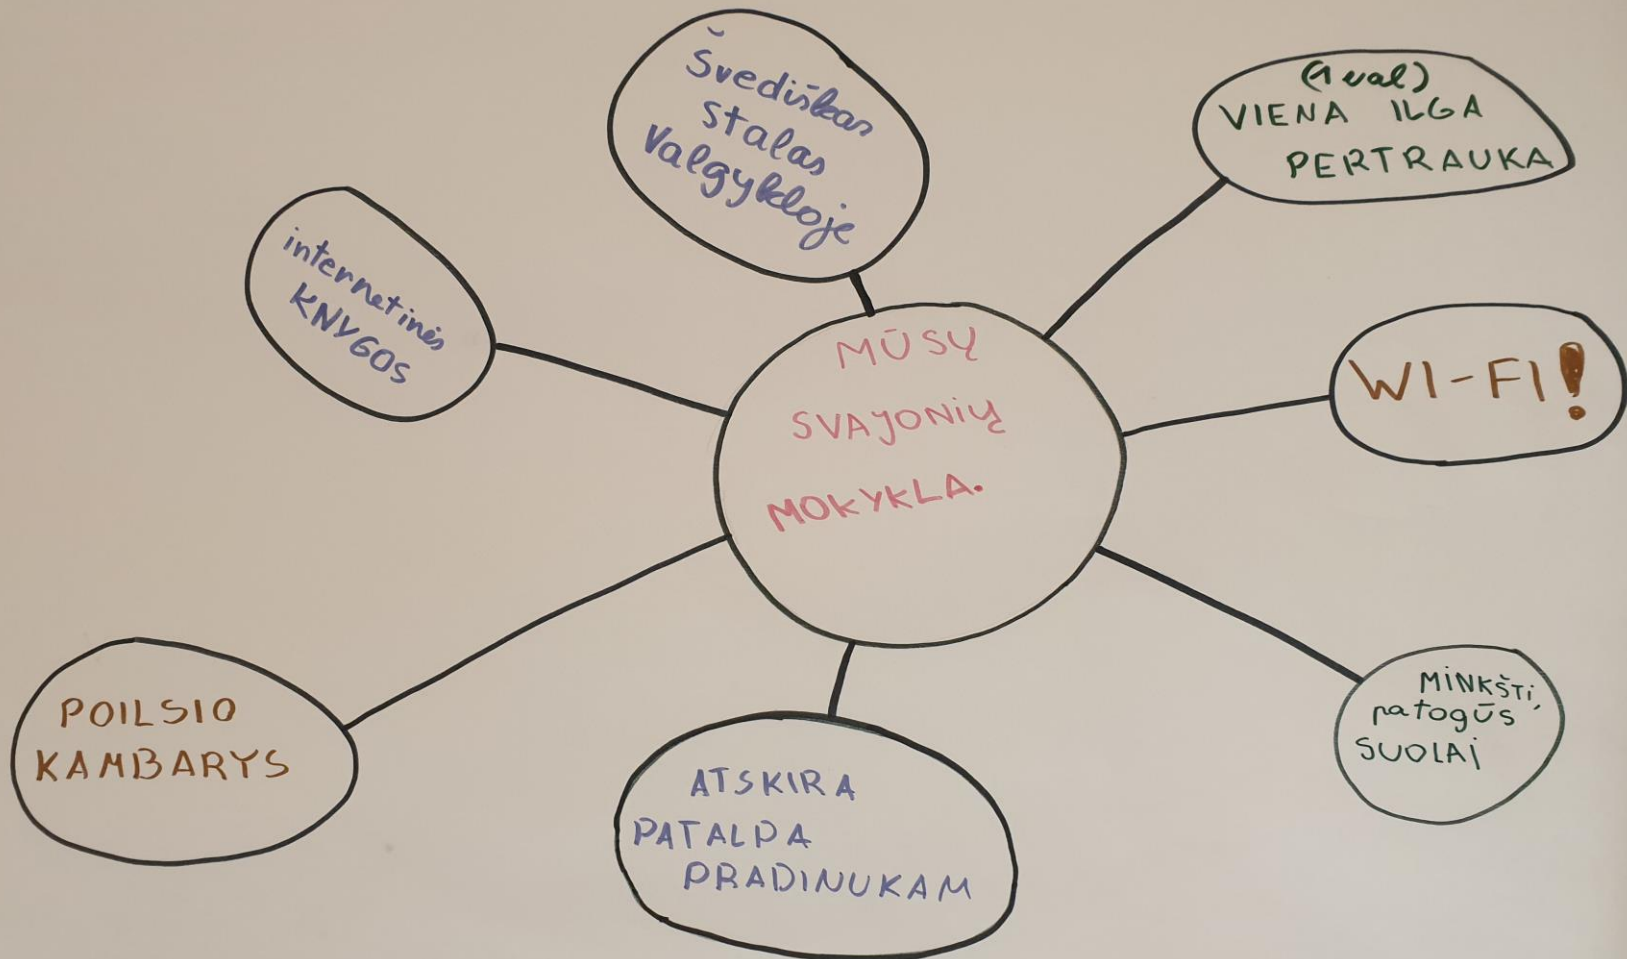 Švediškas
stalas
Valgykloje
(1 val)
VIENA ILGA
PERTRAUKA
internetinės
KNYGOS
MŪSŲ
SVAJONIŲ
MOKYKLA.
WI-FI!
POILSIO
KAMBARYS
ATSKIRA
PATALPA
PRADINUKAM
MINKŠTI,
patogūs
SUOLAI